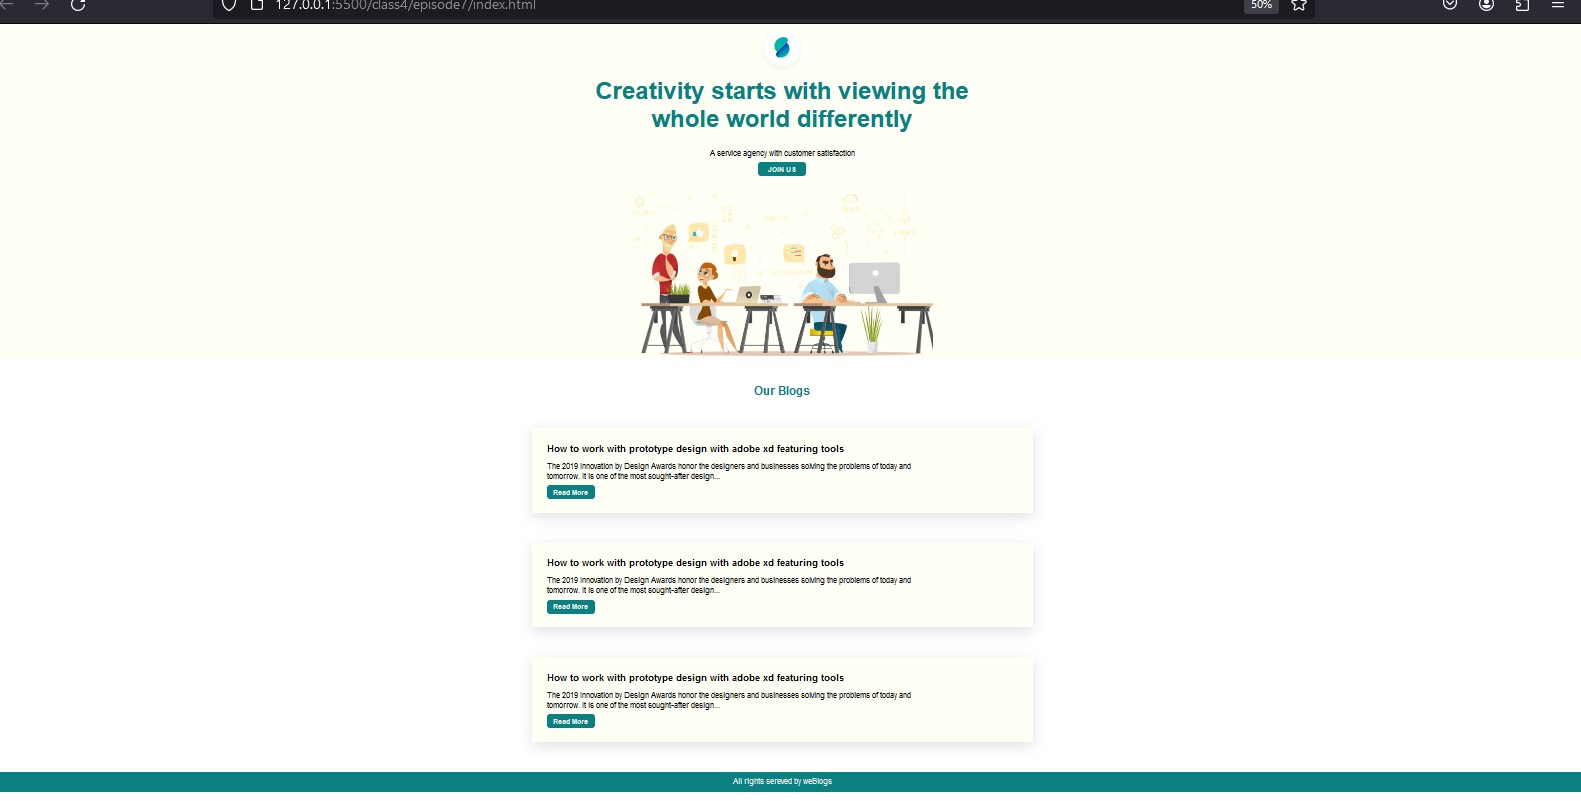 127.0.0.1:5500/class4/episode7/index.html
50%
Creativity starts with viewing the
whole world differently
A service agency with customer satisfaction
JOIN US
Our Blogs
How to work with prototype design with adobe xd featuring tools
The 2019 Innovation by Design Awards honor the designers and businesses solving the problems of today and
tomorrow. It is one of the most sought-after design...
Read More
How to work with prototype design with adobe xd featuring tools
The 2019 Innovation by Design Awards honor the designers and businesses solving the problems of today and
tomorrow. It is one of the most sought-after design...
Read More
How to work with prototype design with adobe xd featuring tools
The 2019 Innovation by Design Awards honor the designers and businesses solving the problems of today and
tomorrow. It is one of the most sought-after design...
Read More
All rights sereved by weBlogs